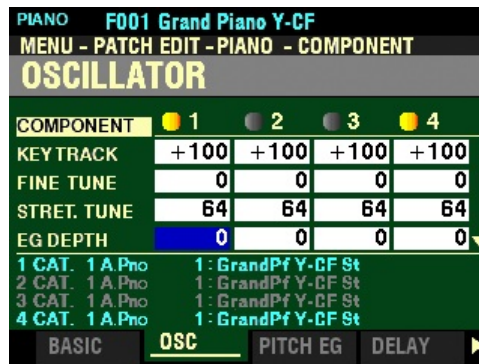 PIANO F001 Grand Piano Y-CF
MENU - PATCH EDIT - PIANO - COMPONENT
OSCILLATOR
COMPONENT 1 2 3 4
KEYTRACK +100 +100 +100 +100
FINE TUNE 0 0 0 0
STRET. TUNE 64 64 64 64
EG DEPTH 0 0 0 0
1 CAT. 1 A.Pno 1: GrandPf Y-CF St
2 CAT. 1 A.Pno 1: GrandPf Y-CF St
3 CAT. 1 A.Pno 1: GrandPf Y-CF St
4 CAT. 1 A.Pno 1: GrandPf Y-CF St
BASIC OSC PITCH EG DELAY